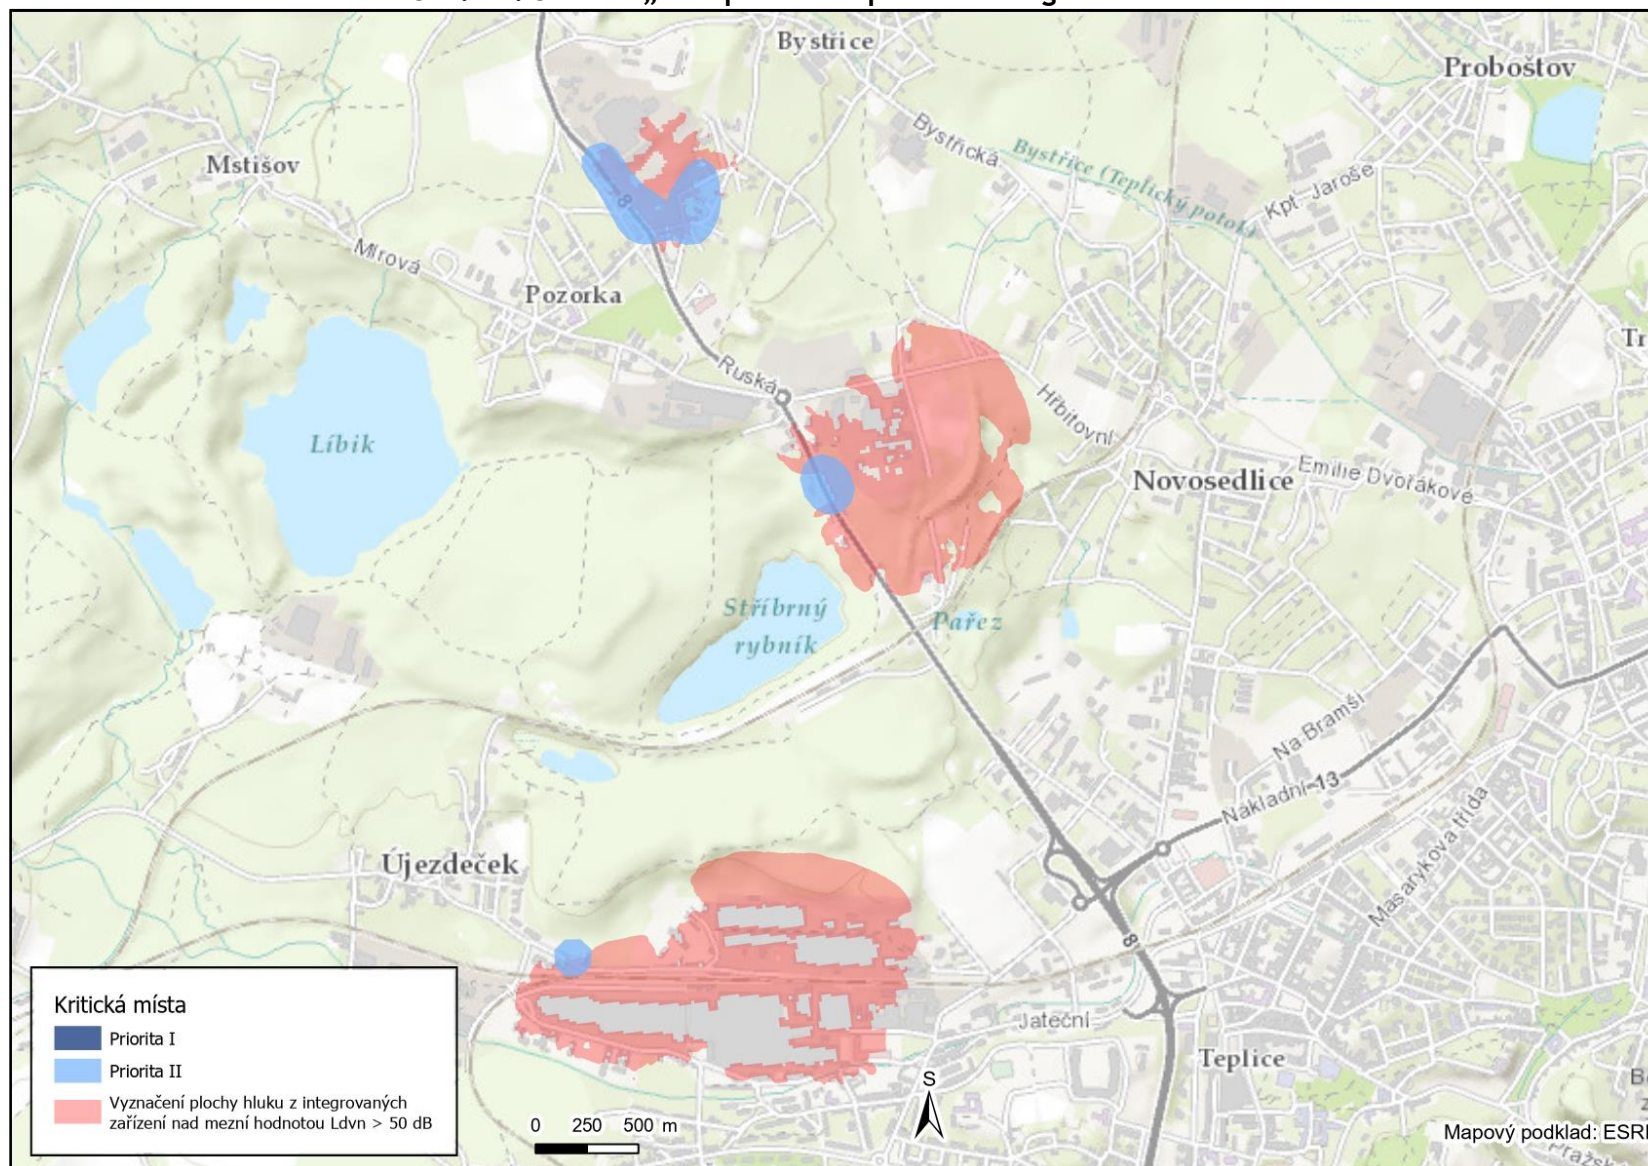 Bystřice
Proboštov
Bystřická
Bystřice (Teplický potok)
Kpt. Jaroše
Mstišov
8
Mírová
Pozorka
Ruská
Hřbitovní
Líbik
Novosedlice
Emilie Dvořákové
Stříbrný
rybník
Pařez
Na Bramši
Nákladní
13
Masarykova třída
Újezdeček
8
Jateční
Teplice
Kritická místa
Priorita I
Priorita II
Vyznačení plochy hluku z integrovaných
zařízení nad mezní hodnotou Ldvn > 50 dB
0 250 500 m
S
Mapový podklad: ESRI